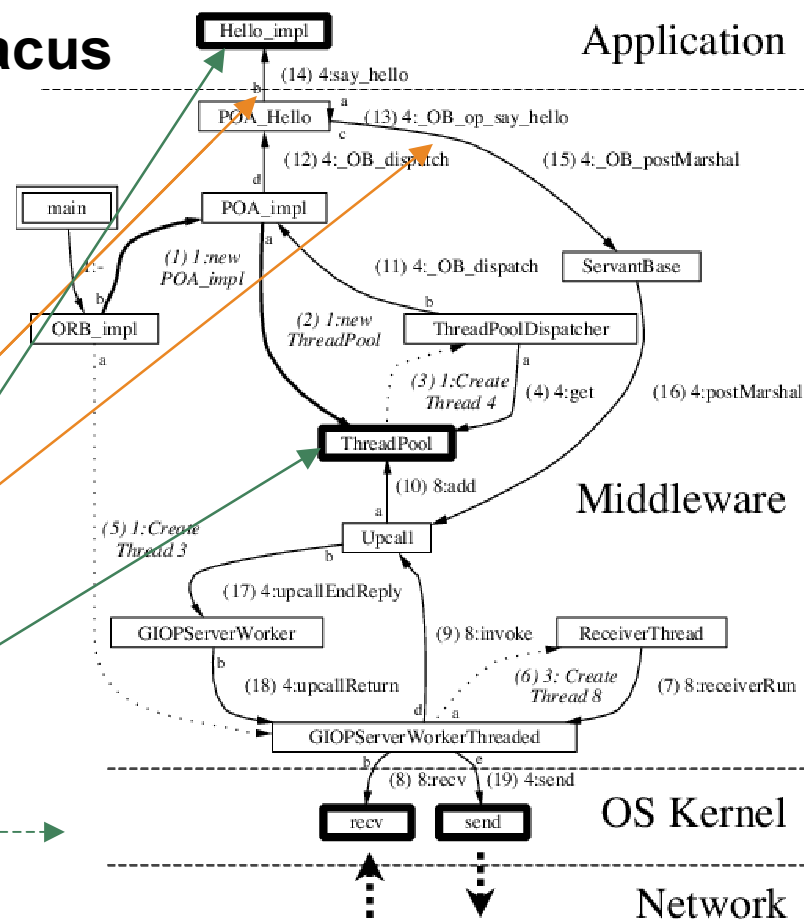 acus
Hello_impl
Application
(14) 4:say_hello
b
a
POA_Hello
(13) 4:_OB_op_say_hello
c
(12) 4:_OB_dispatch
(15) 4:_OB_postMarshal
d
main
POA_impl
a
(1) 1:new
POA_impl
1:-
(11) 4:_OB_dispatch
ServantBase
b
b
(2) 1:new
ThreadPool
ORB_impl
ThreadPoolDispatcher
a
a
(3) 1:Create
Thread 4
(4) 4:get
(16) 4:postMarshal
ThreadPool
(10) 8:add
Middleware
a
(5) 1:Create
Thread 3
Upcall
b
(17) 4:upcallEndReply
GIOPServerWorker
(9) 8:invoke
ReceiverThread
b
(6) 3: Create
Thread 8
(18) 4:upcallReturn
(7) 8:receiverRun
d
a
GIOPServerWorkerThreaded
b
e
(8) 8:recv
(19) 4:send
OS Kernel
recv
send
Network